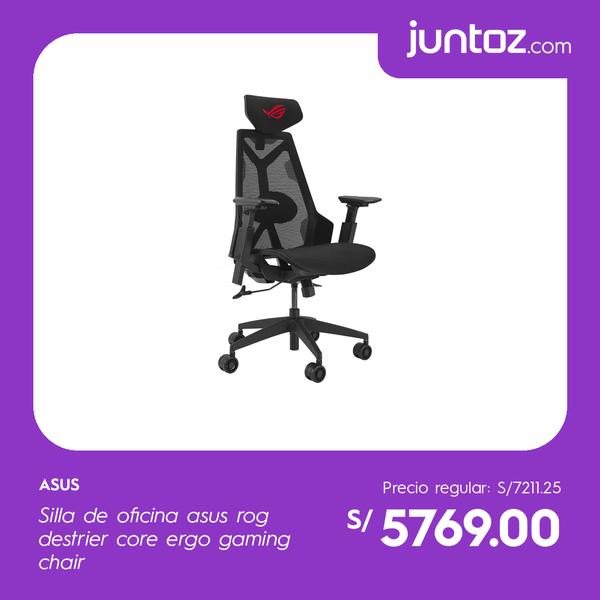 juntoz.com
ASUS
Silla de oficina asus rog
destrier core ergo gaming
chair
Precio regular: S/7211.25
S/ 5769.00